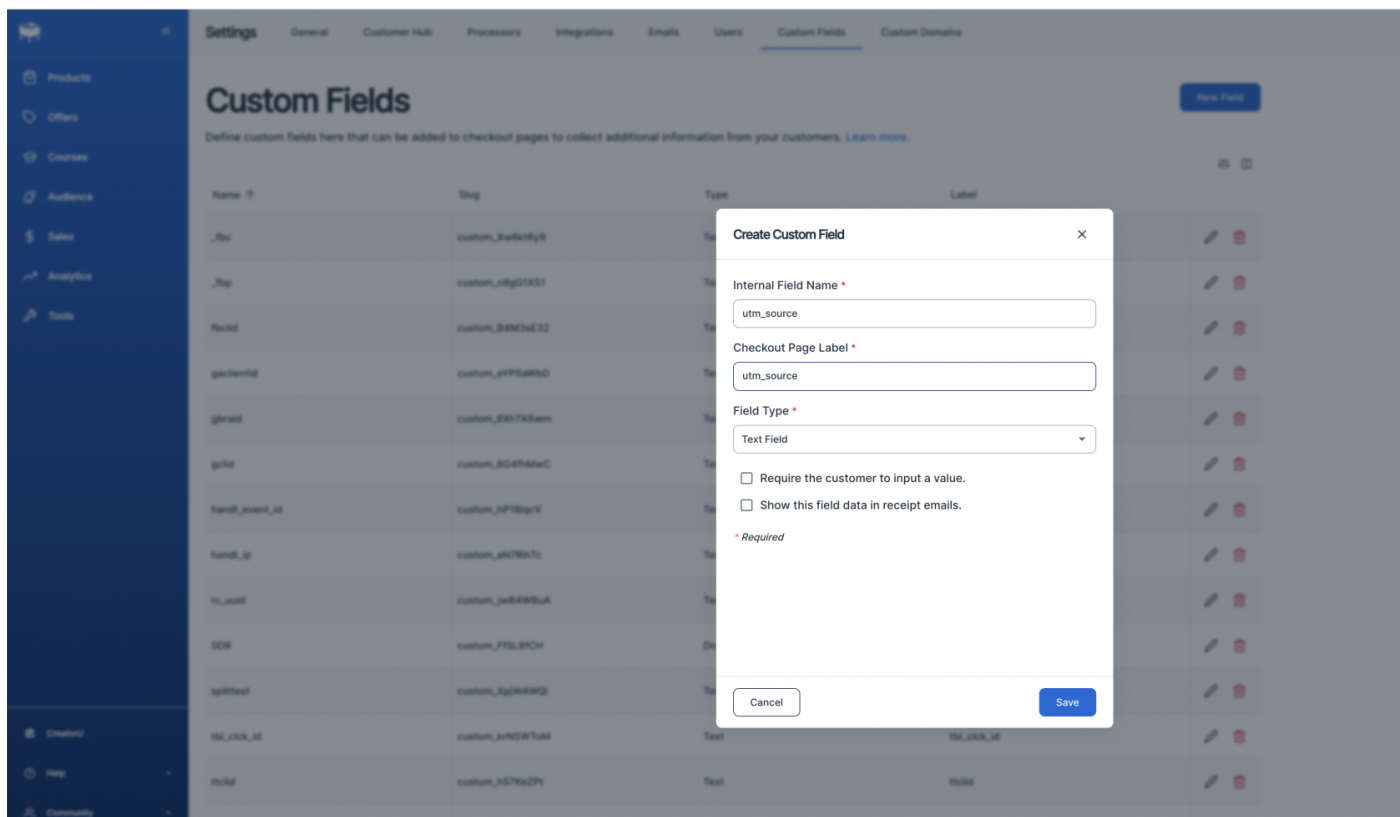 Settings General Customer Hub Processors Integrations Emails Users Custom Fields Custom Domains
Products
Offers
Courses
Audience
Sales
Analytics
Tools
CreatorU
Help
Community
Custom Fields
New Field
Define custom fields here that can be added to checkout pages to collect additional information from your customers. Learn more.
Name Slug Type Label
_fbc
_fbp
fbclid
gaclientid
gbraid
gclid
handl_event_id
handl_ip
rc_uuid
SDR
splittest
tbl_clck_id Text tbl_clck_id
ttclid Text ttclid
Create Custom Field
Internal Field Name *
utm_source
Checkout Page Label *
utm_source
Field Type *
Text Field
Require the customer to input a value.
Show this field data in receipt emails.
* Required
Cancel Save